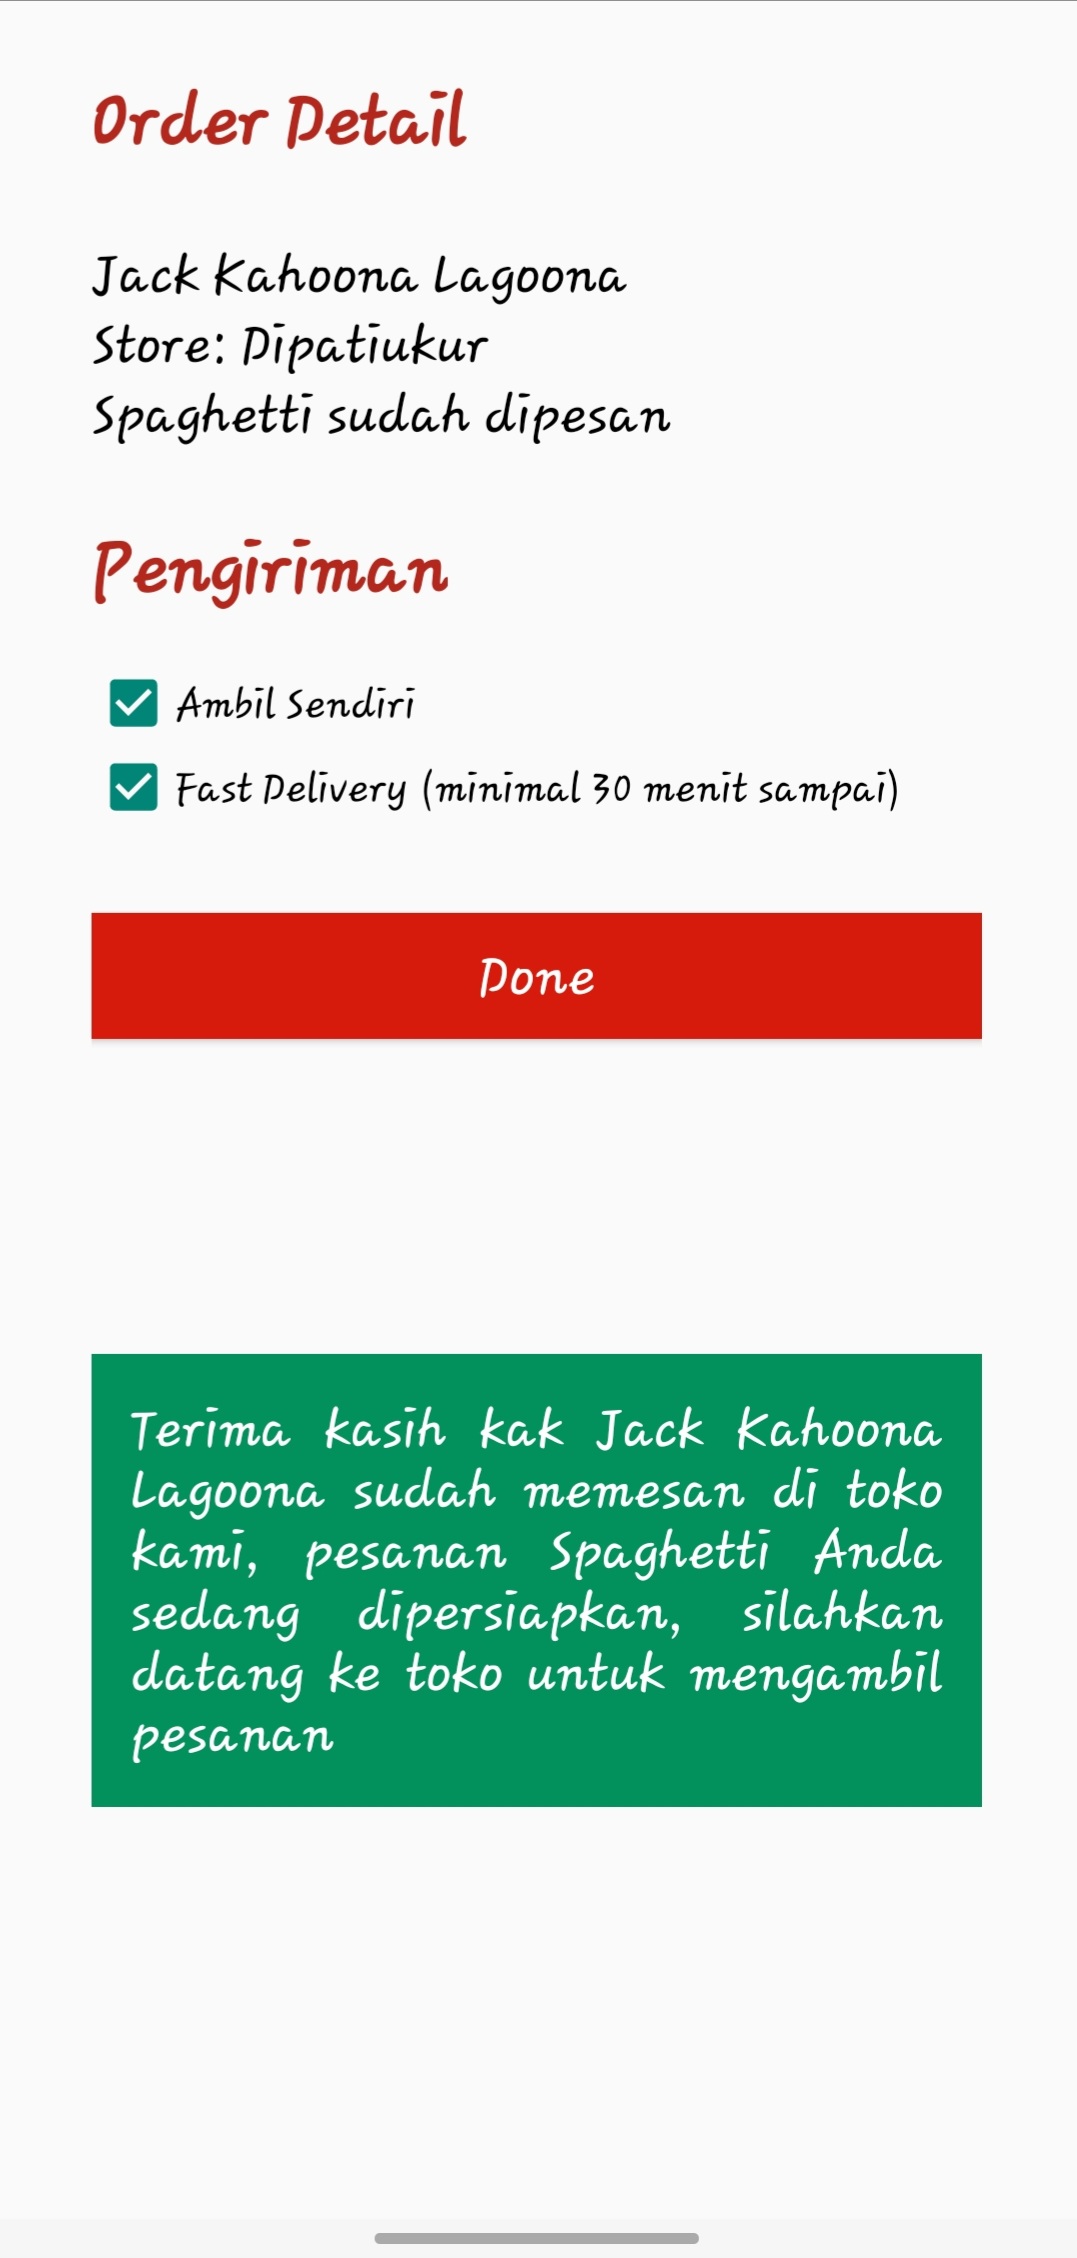 Order Detail
Jack Kahoona Lagoona
Store: Dipatiukur
Spaghetti sudah dipesan
Pengiriman
Ambil Sendiri
Fast Delivery (minimal 30 menit sampai)
Done
Terima kasih kak Jack Kahoona
Lagoona sudah memesan di toko
kami, pesanan Spaghetti Anda
sedang dipersiapkan, silahkan
datang ke toko untuk mengambil
pesanan